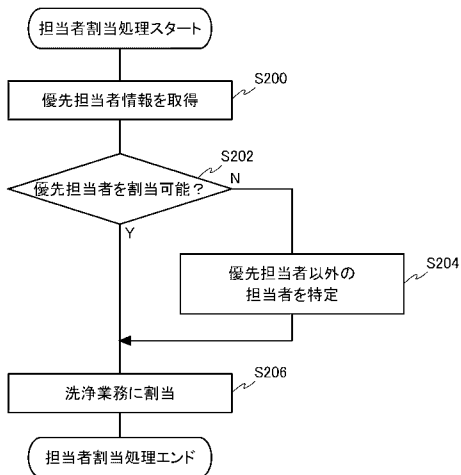 担当者割当処理スタート
S200
優先担当者情報を取得
S202
優先担当者を割当可能？
N
Y
S204
優先担当者以外の
担当者を特定
S206
洗浄業務に割当
担当者割当処理エンド